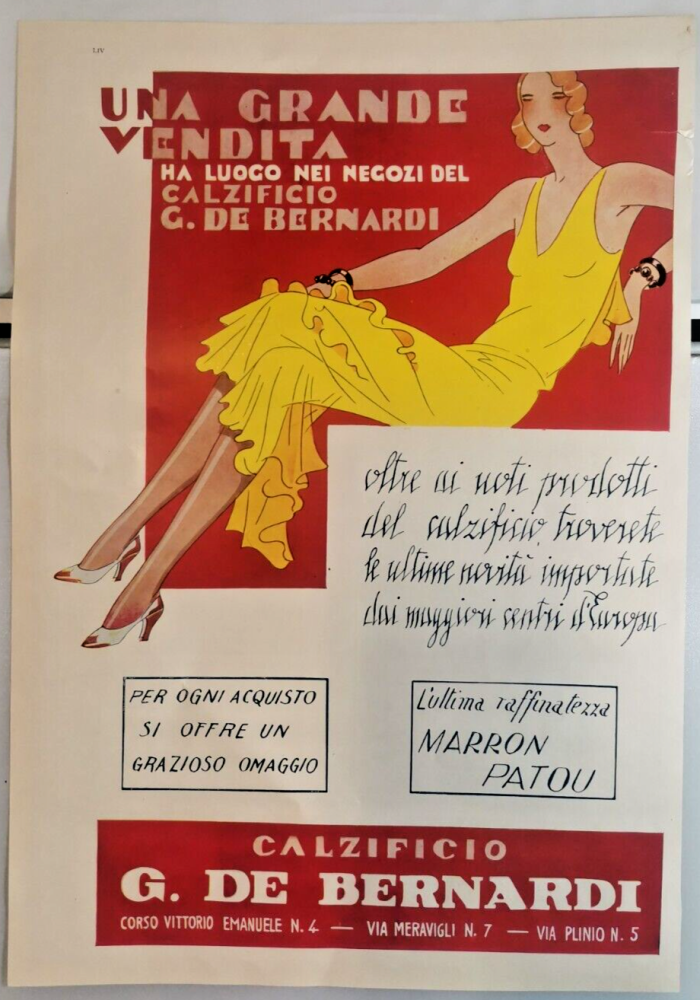 LIV
UNA GRANDE
VENDITA
HA LUOGO NEI NEGOZI DEL
CALZIFICIO
G. DE BERNARDI
oltre ai noti prodotti
del calzificio, troverete
le ultime novità importate
dai maggiori centri d'Europa
PER OGNI ACQUISTO
SI OFFRE UN
GRAZIOSO OMAGGIO
L'ultima raffinatezza
MARRON
PATOU
CALZIFICIO
G. DE BERNARDI
CORSO VITTORIO EMANUELE N. 4 — VIA MERAVIGLI N. 7 — VIA PLINIO N. 5